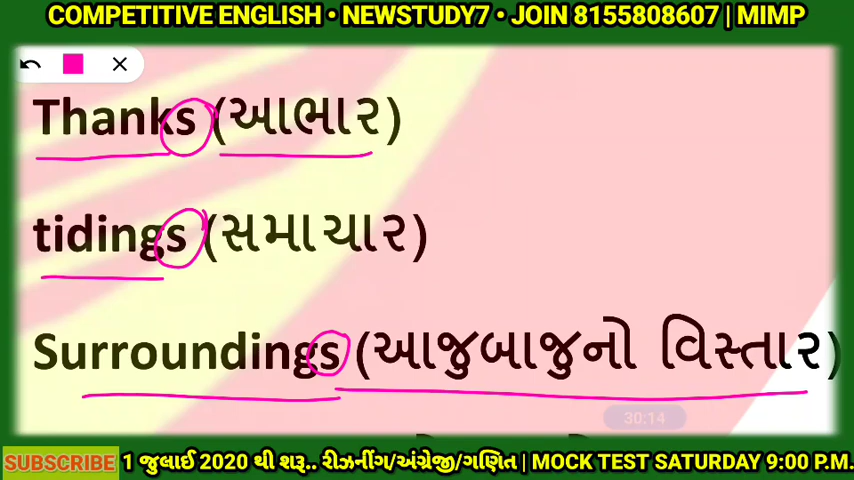 COMPETITIVE ENGLISH • NEWSTUDY7 • JOIN 8155808607 | MIMP
Thanks (આભાર)
tidings (સમાચાર)
Surroundings (આજુબાજુનો વિસ્તાર)
30:14
SUBSCRIBE 1 જુલાઈ 2020 થી શરૂ.. રીઝનીંગ/અંગ્રેજી/ગણિત | MOCK TEST SATURDAY 9:00 P.M.